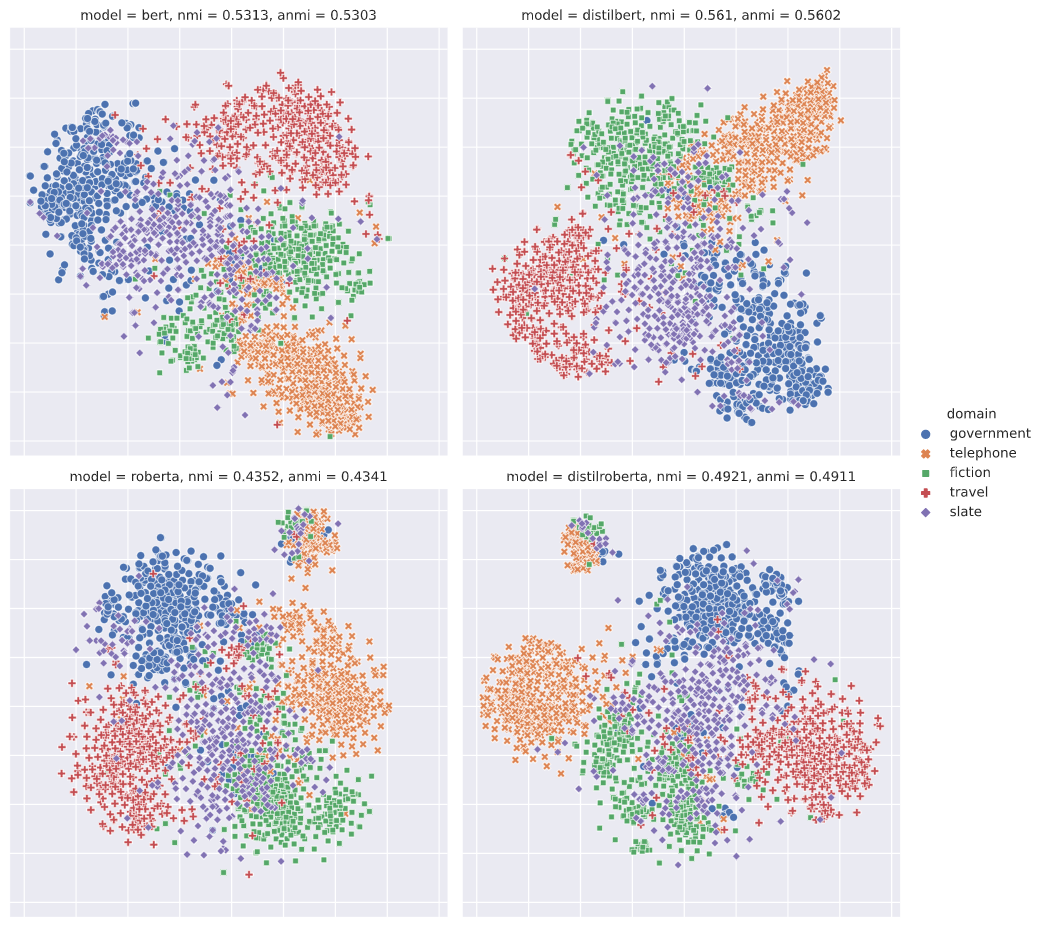 model = bert, nmi = 0.5313, anmi = 0.5303
model = distilbert, nmi = 0.561, anmi = 0.5602
model = roberta, nmi = 0.4352, anmi = 0.4341
model = distilroberta, nmi = 0.4921, anmi = 0.4911
domain
government
telephone
fiction
travel
slate